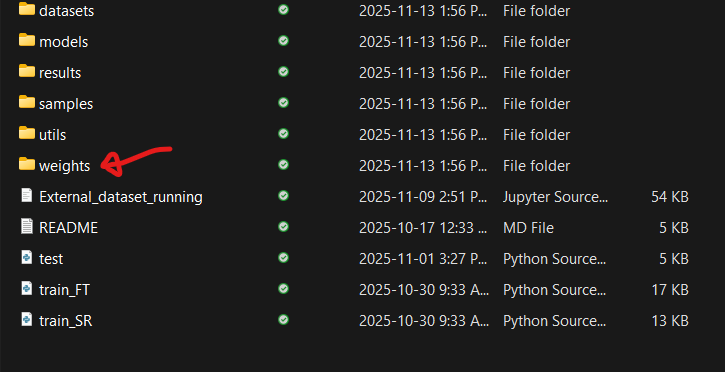 datasets 2025-11-13 1:56 P... File folder
models 2025-11-13 1:56 P... File folder
results 2025-11-13 1:56 P... File folder
samples 2025-11-13 1:56 P... File folder
utils 2025-11-13 1:56 P... File folder
weights 2025-11-13 1:56 P... File folder
External_dataset_running 2025-11-09 2:51 P... Jupyter Source... 54 KB
README 2025-10-17 12:33 ... MD File 5 KB
test 2025-11-01 3:27 P... Python Source... 5 KB
train_FT 2025-10-30 9:33 A... Python Source... 17 KB
train_SR 2025-10-30 9:33 A... Python Source... 13 KB